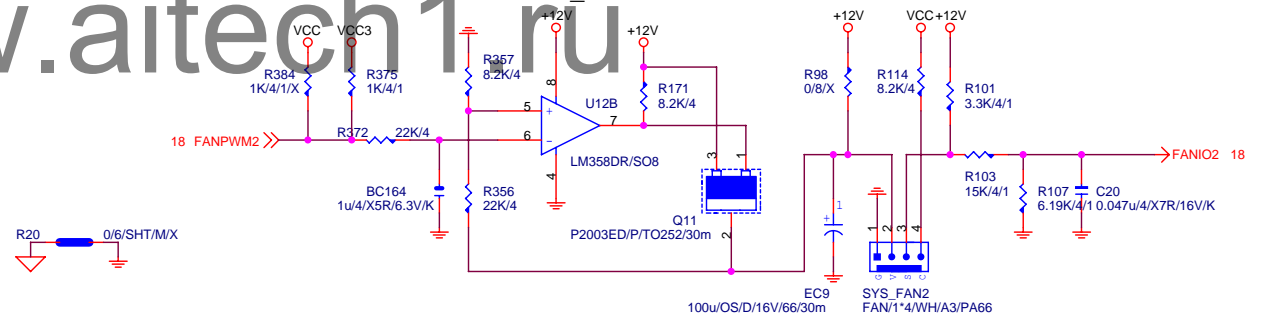 w.aitech1.ru
+12V
+12V
+12V
VCC
+12V
VCC
VCC3
R384
1K/4/1/X
R375
1K/4/1
R357
8.2K/4
8
U12B
R171
8.2K/4
R98
0/8/X
R114
8.2K/4
R101
3.3K/4/1
5
+
6
-
7
4
LM358DR/SO8
18 FANPWM2
R372
22K/4
BC164
1u/4/X5R/6.3V/K
R356
22K/4
3
1
Q11
P2003ED/P/TO252/30m
2
FANIO2 18
R103
15K/4/1
R107
6.19K/4/1
C20
0.047u/4/X7R/16V/K
R20
0/6/SHT/M/X
+
1
EC9
100u/OS/D/16V/66/30m
1
2
3
4
G
V
S
C
SYS_FAN2
FAN/1*4/WH/A3/PA66